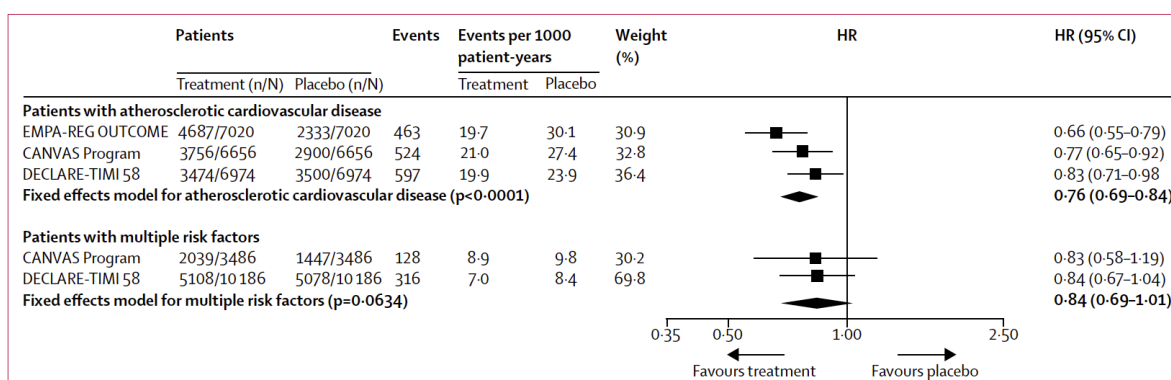 Patients Events Events per 1000 patient-years Weight (%) HR HR (95% CI)
Treatment (n/N) Placebo (n/N) Treatment Placebo
Patients with atherosclerotic cardiovascular disease
EMPA-REG OUTCOME 4687/7020 2333/7020 463 19·7 30·1 30·9 0·66 (0·55–0·79)
CANVAS Program 3756/6656 2900/6656 524 21·0 27·4 32·8 0·77 (0·65–0·92)
DECLARE-TIMI 58 3474/6974 3500/6974 597 19·9 23·9 36·4 0·83 (0·71–0·98
Fixed effects model for atherosclerotic cardiovascular disease (p<0·0001) 0·76 (0·69–0·84)
Patients with multiple risk factors
CANVAS Program 2039/3486 1447/3486 128 8·9 9·8 30·2 0·83 (0·58–1·19)
DECLARE-TIMI 58 5108/10 186 5078/10 186 316 7·0 8·4 69·8 0·84 (0·67–1·04)
Fixed effects model for multiple risk factors (p=0·0634) 0·84 (0·69–1·01)
0·35 0·50 1·00 2·50
Favours treatment Favours placebo